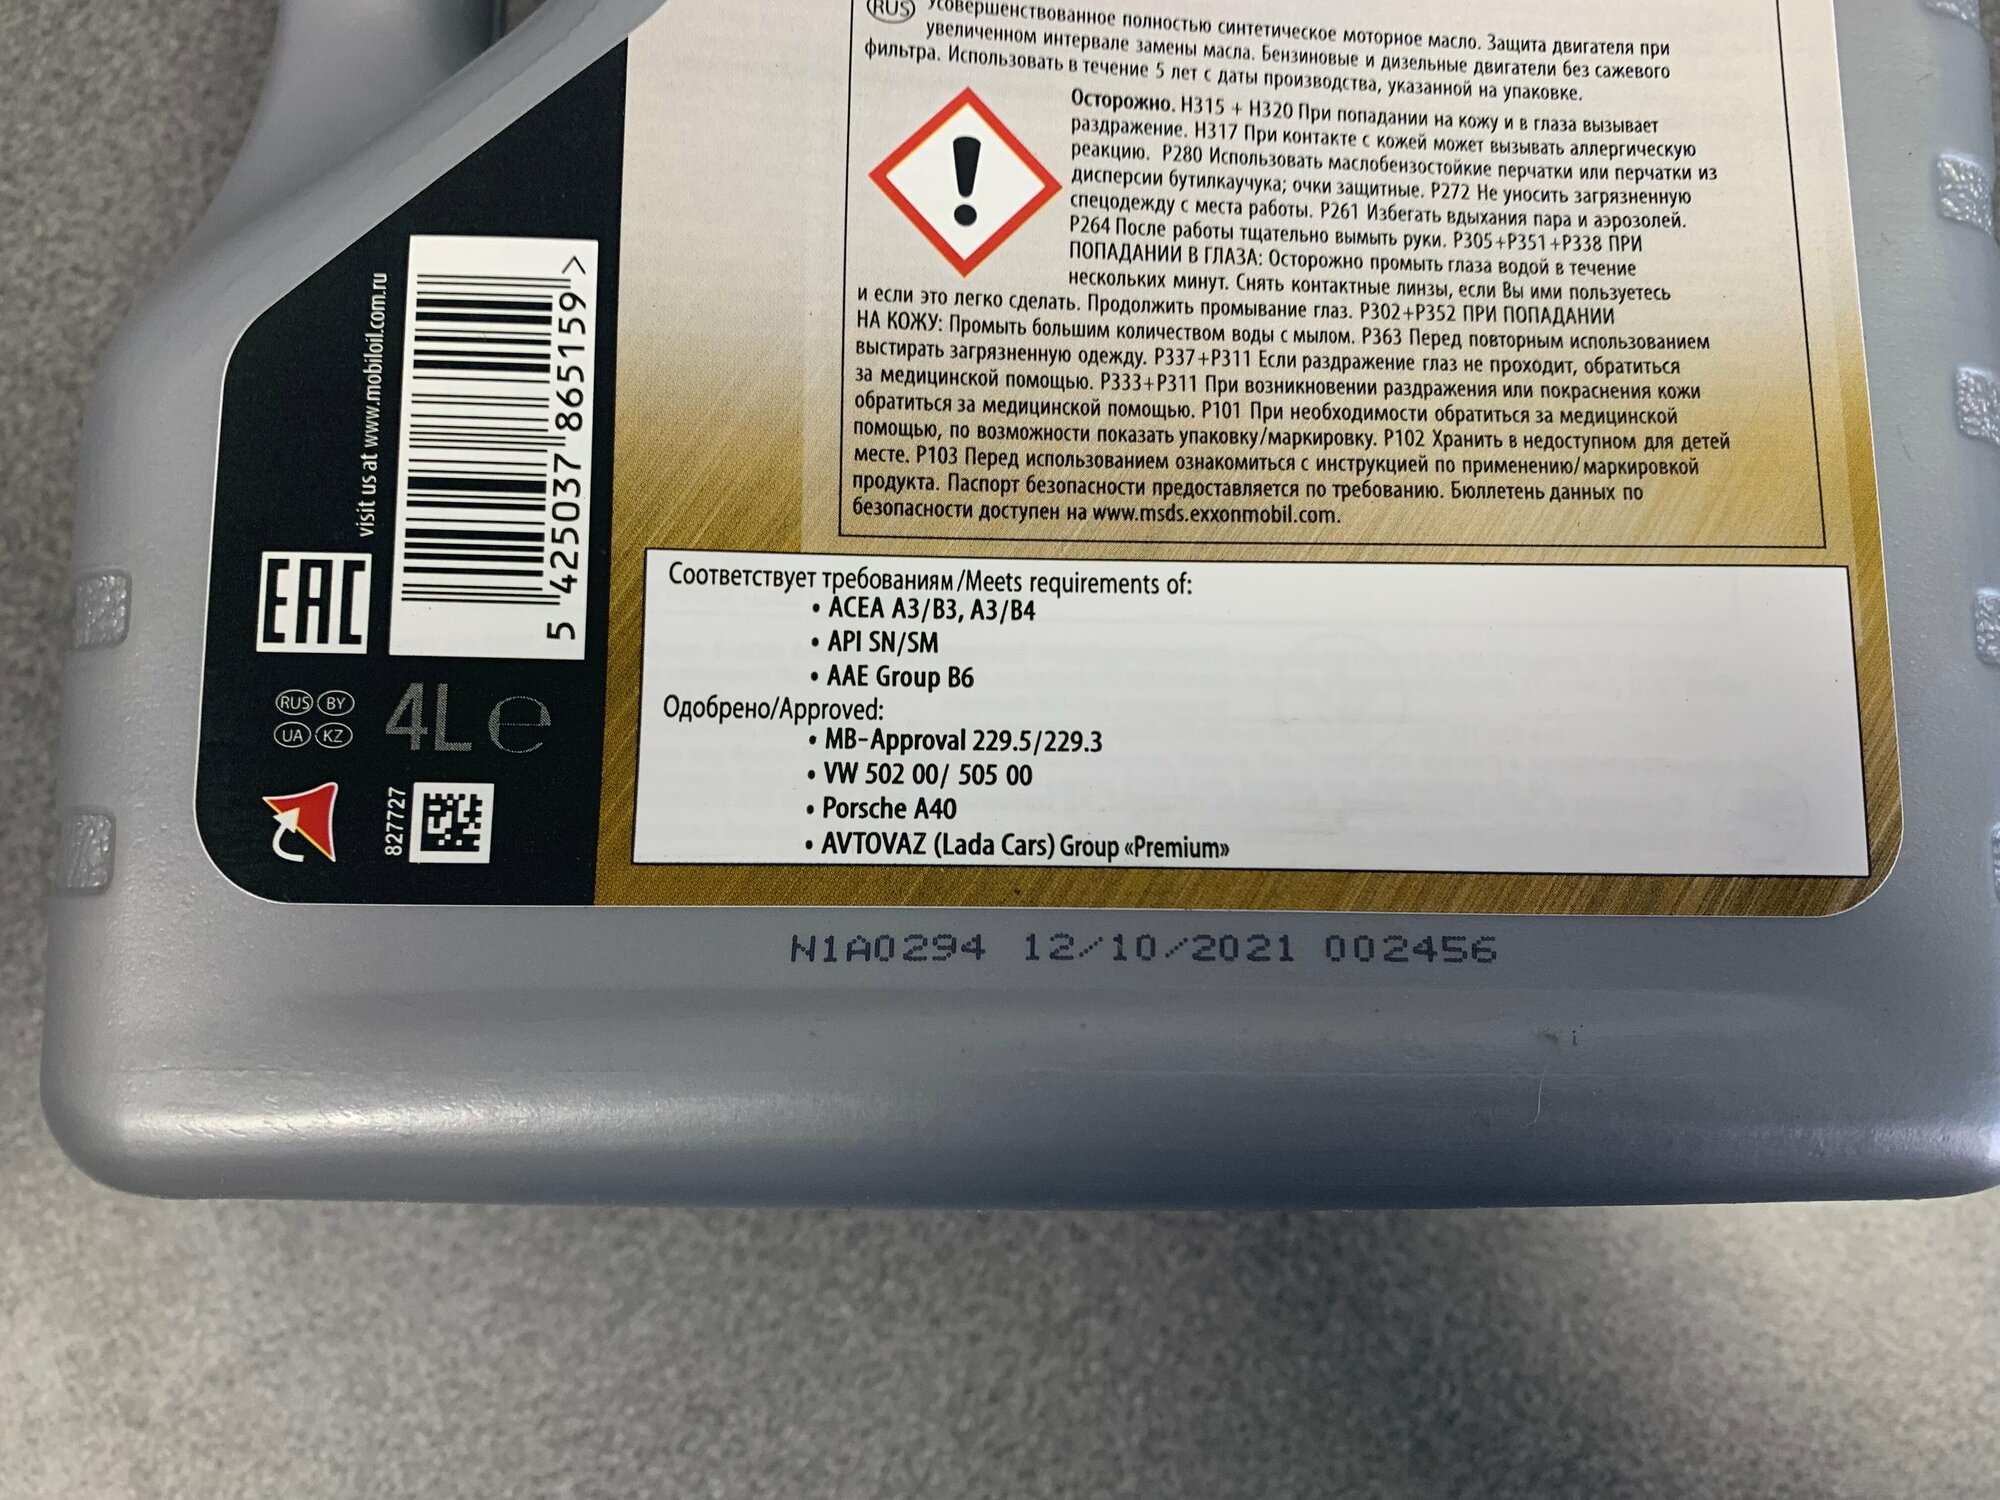 RUS Усовершенствованное полностью синтетическое моторное масло. Защита двигателя при
увеличенном интервале замены масла. Бензиновые и дизельные двигатели без сажевого
фильтра. Использовать в течение 5 лет с даты производства, указанной на упаковке.
Осторожно. H315 + H320 При попадании на кожу и в глаза вызывает
раздражение. H317 При контакте с кожей может вызывать аллергическую
реакцию. P280 Использовать маслобензостойкие перчатки или перчатки из
дисперсии бутилкаучука; очки защитные. P272 Не уносить загрязненную
спецодежду с места работы. P261 Избегать вдыхания пара и аэрозолей.
P264 После работы тщательно вымыть руки. P305+P351+P338 ПРИ
ПОПАДАНИИ В ГЛАЗА: Осторожно промыть глаза водой в течение
нескольких минут. Снять контактные линзы, если Вы ими пользуетесь
и если это легко сделать. Продолжить промывание глаз. P302+P352 ПРИ ПОПАДАНИИ
НА КОЖУ: Промыть большим количеством воды с мылом. P363 Перед повторным использованием
выстирать загрязненную одежду. P337+P311 Если раздражение глаз не проходит, обратиться
за медицинской помощью. P333+P311 При возникновении раздражения или покраснения кожи
обратиться за медицинской помощью. P101 При необходимости обратиться за медицинской
помощью, по возможности показать упаковку/маркировку. P102 Хранить в недоступном для детей
месте. P103 Перед использованием ознакомиться с инструкцией по применению/маркировкой
продукта. Паспорт безопасности предоставляется по требованию. Бюллетень данных по
безопасности доступен на www.msds.exxonmobil.com.
visit us at www.mobiloil.com.ru
5 425037 865159 >
EAC
RUS BY
UA KZ
4L e
827727
Соответствует требованиям/Meets requirements of:
• ACEA A3/B3, A3/B4
• API SN/SM
• AAE Group B6
Одобрено/Approved:
• MB-Approval 229.5/229.3
• VW 502 00/ 505 00
• Porsche A40
• AVTOVAZ (Lada Cars) Group «Premium»
N1A0294 12/10/2021 002456